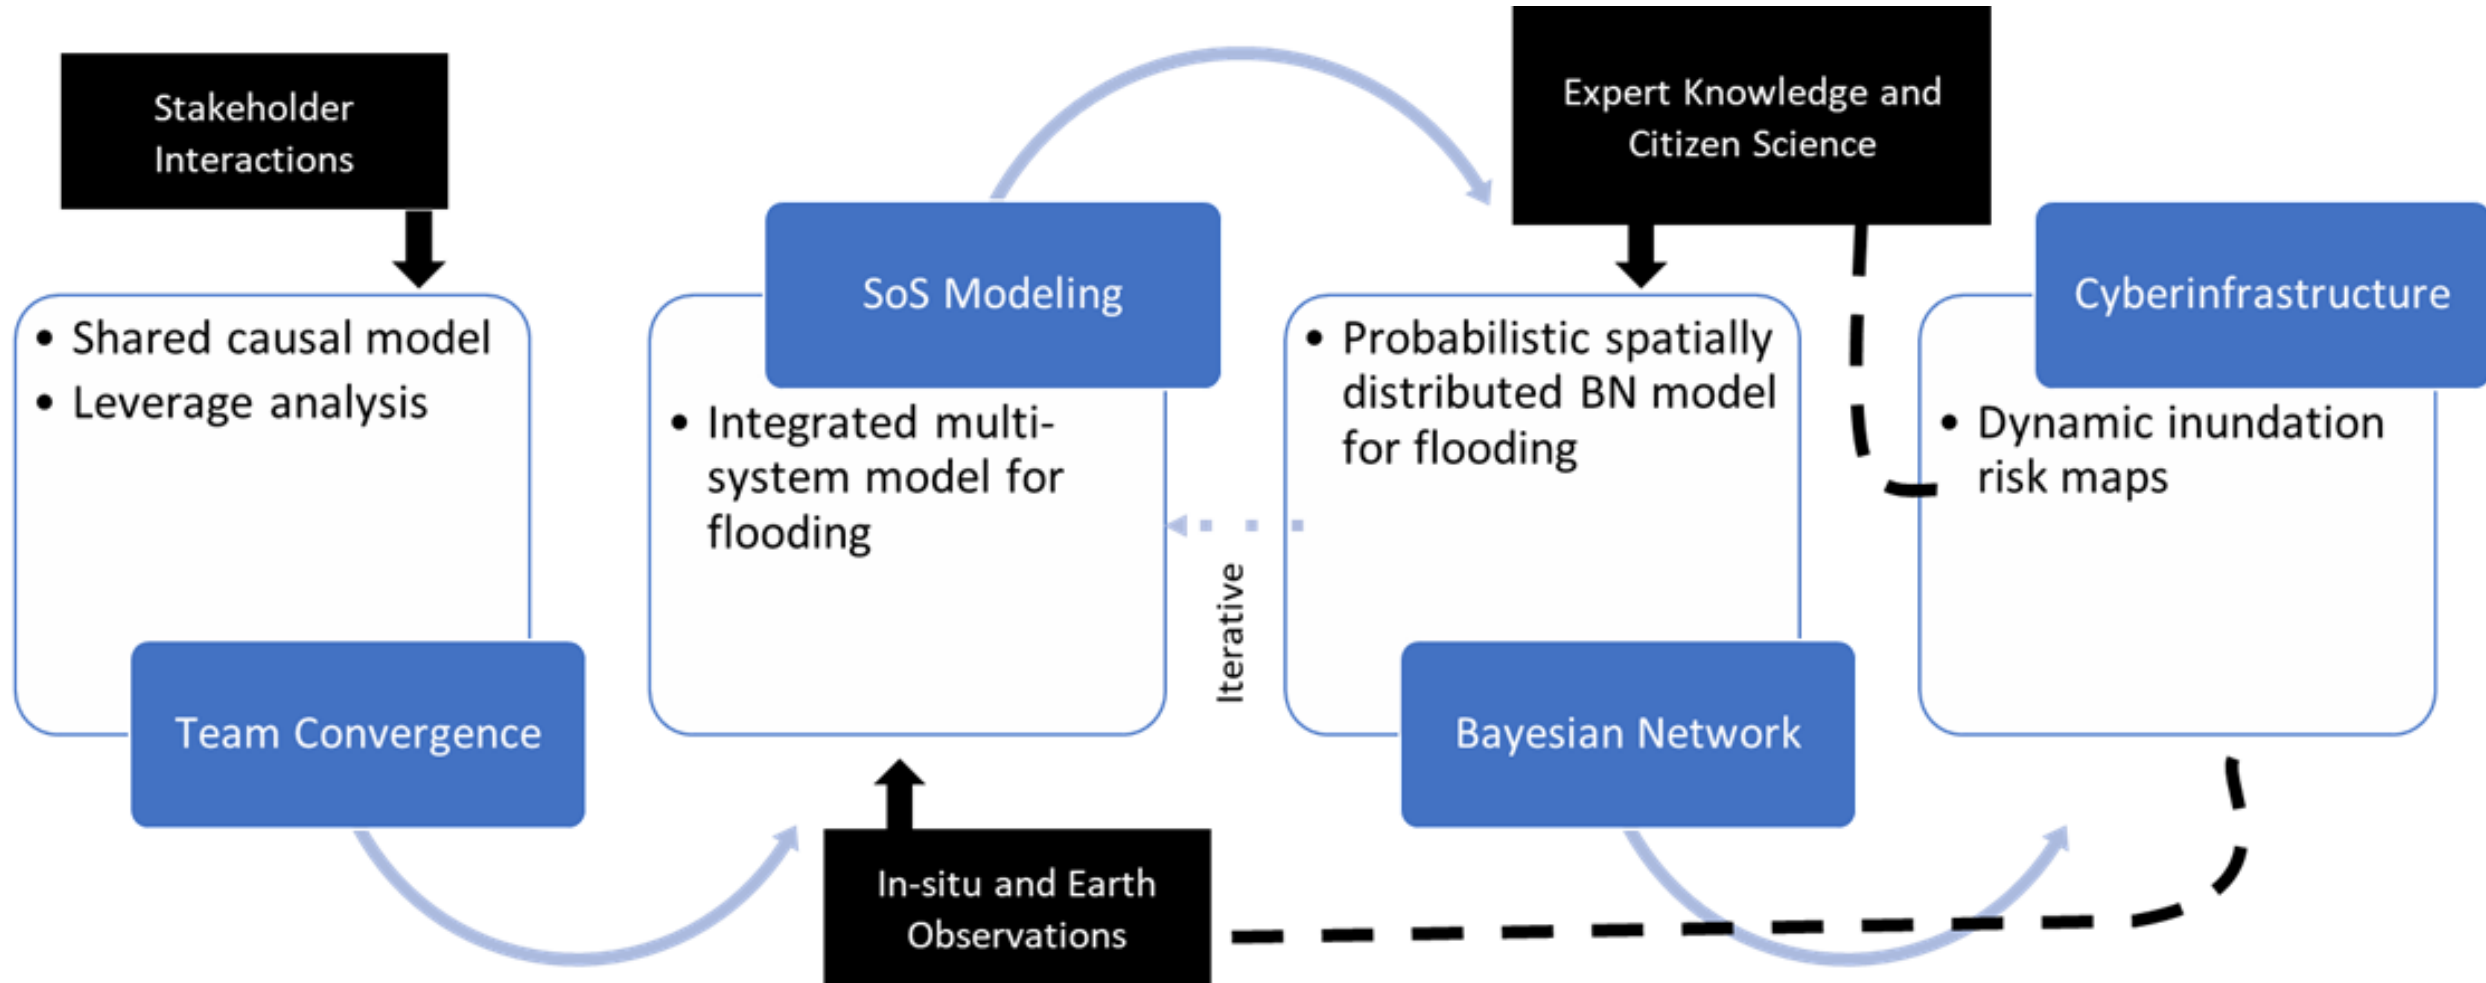 Stakeholder
Interactions
• Shared causal model
• Leverage analysis
Team Convergence
SoS Modeling
• Integrated multi-
system model for
flooding
In-situ and Earth
Observations
Iterative
Expert Knowledge and
Citizen Science
• Probabilistic spatially
distributed BN model
for flooding
Bayesian Network
Cyberinfrastructure
• Dynamic inundation
risk maps